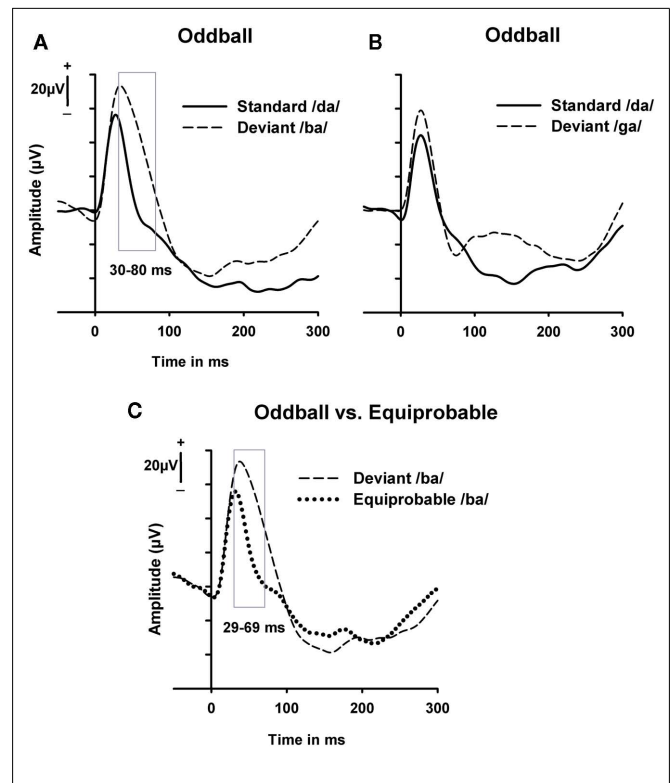 A
Oddball
+
20µV
–
Standard /da/
Deviant /ba/
Amplitude (µV)
30-80 ms
0
100
200
300
Time in ms
B
Oddball
Standard /da/
Deviant /ga/
0
100
200
300
C
Oddball vs. Equiprobable
+
20µV
–
Deviant /ba/
Equiprobable /ba/
Amplitude (µV)
29-69 ms
0
100
200
300
Time in ms